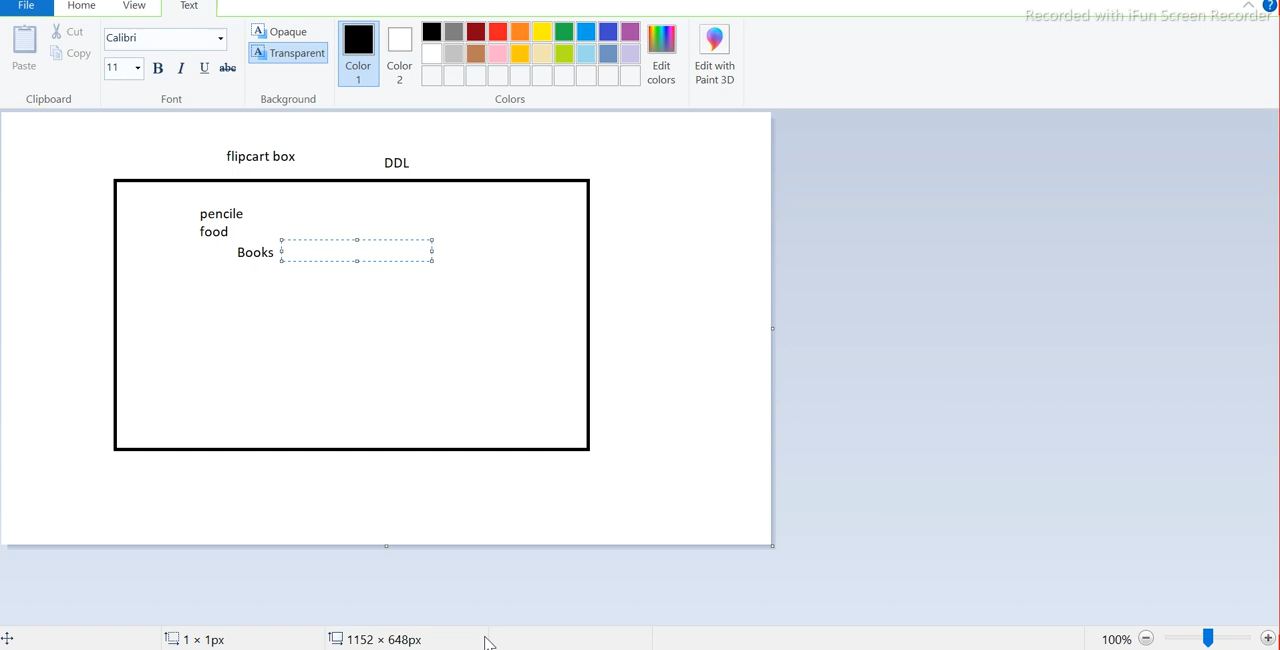 File Home View Text
Recorded with iFun Screen Recorder
?
Paste
Cut
Copy
Clipboard
Calibri
11 B I U abc
Font
A Opaque
A Transparent
Background
Color 1
Color 2
Edit colors
Colors
Edit with Paint 3D
flipcart box
DDL
pencile
food
Books
1 × 1px
1152 × 648px
100%